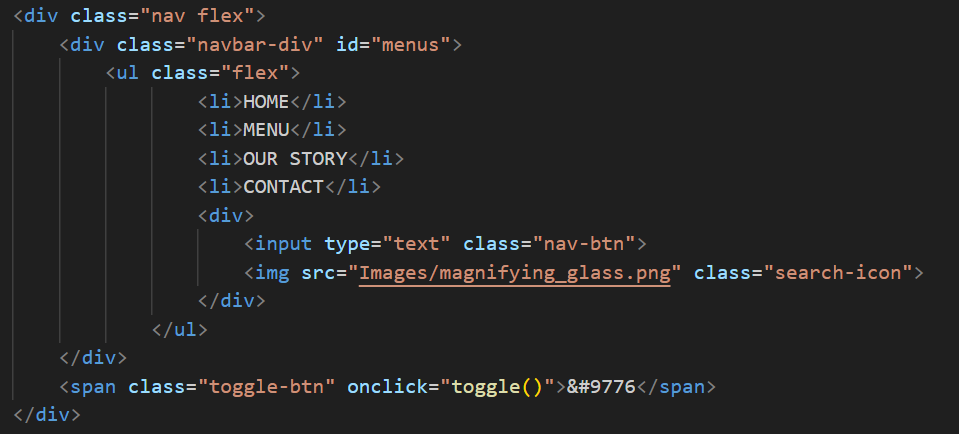 <div class="nav flex">
<div class="navbar-div" id="menus">
<ul class="flex">
<li>HOME</li>
<li>MENU</li>
<li>OUR STORY</li>
<li>CONTACT</li>
<div>
<input type="text" class="nav-btn">
<img src="Images/magnifying_glass.png" class="search-icon">
</div>
</ul>
</div>
<span class="toggle-btn" onclick="toggle()">&#9776</span>
</div>